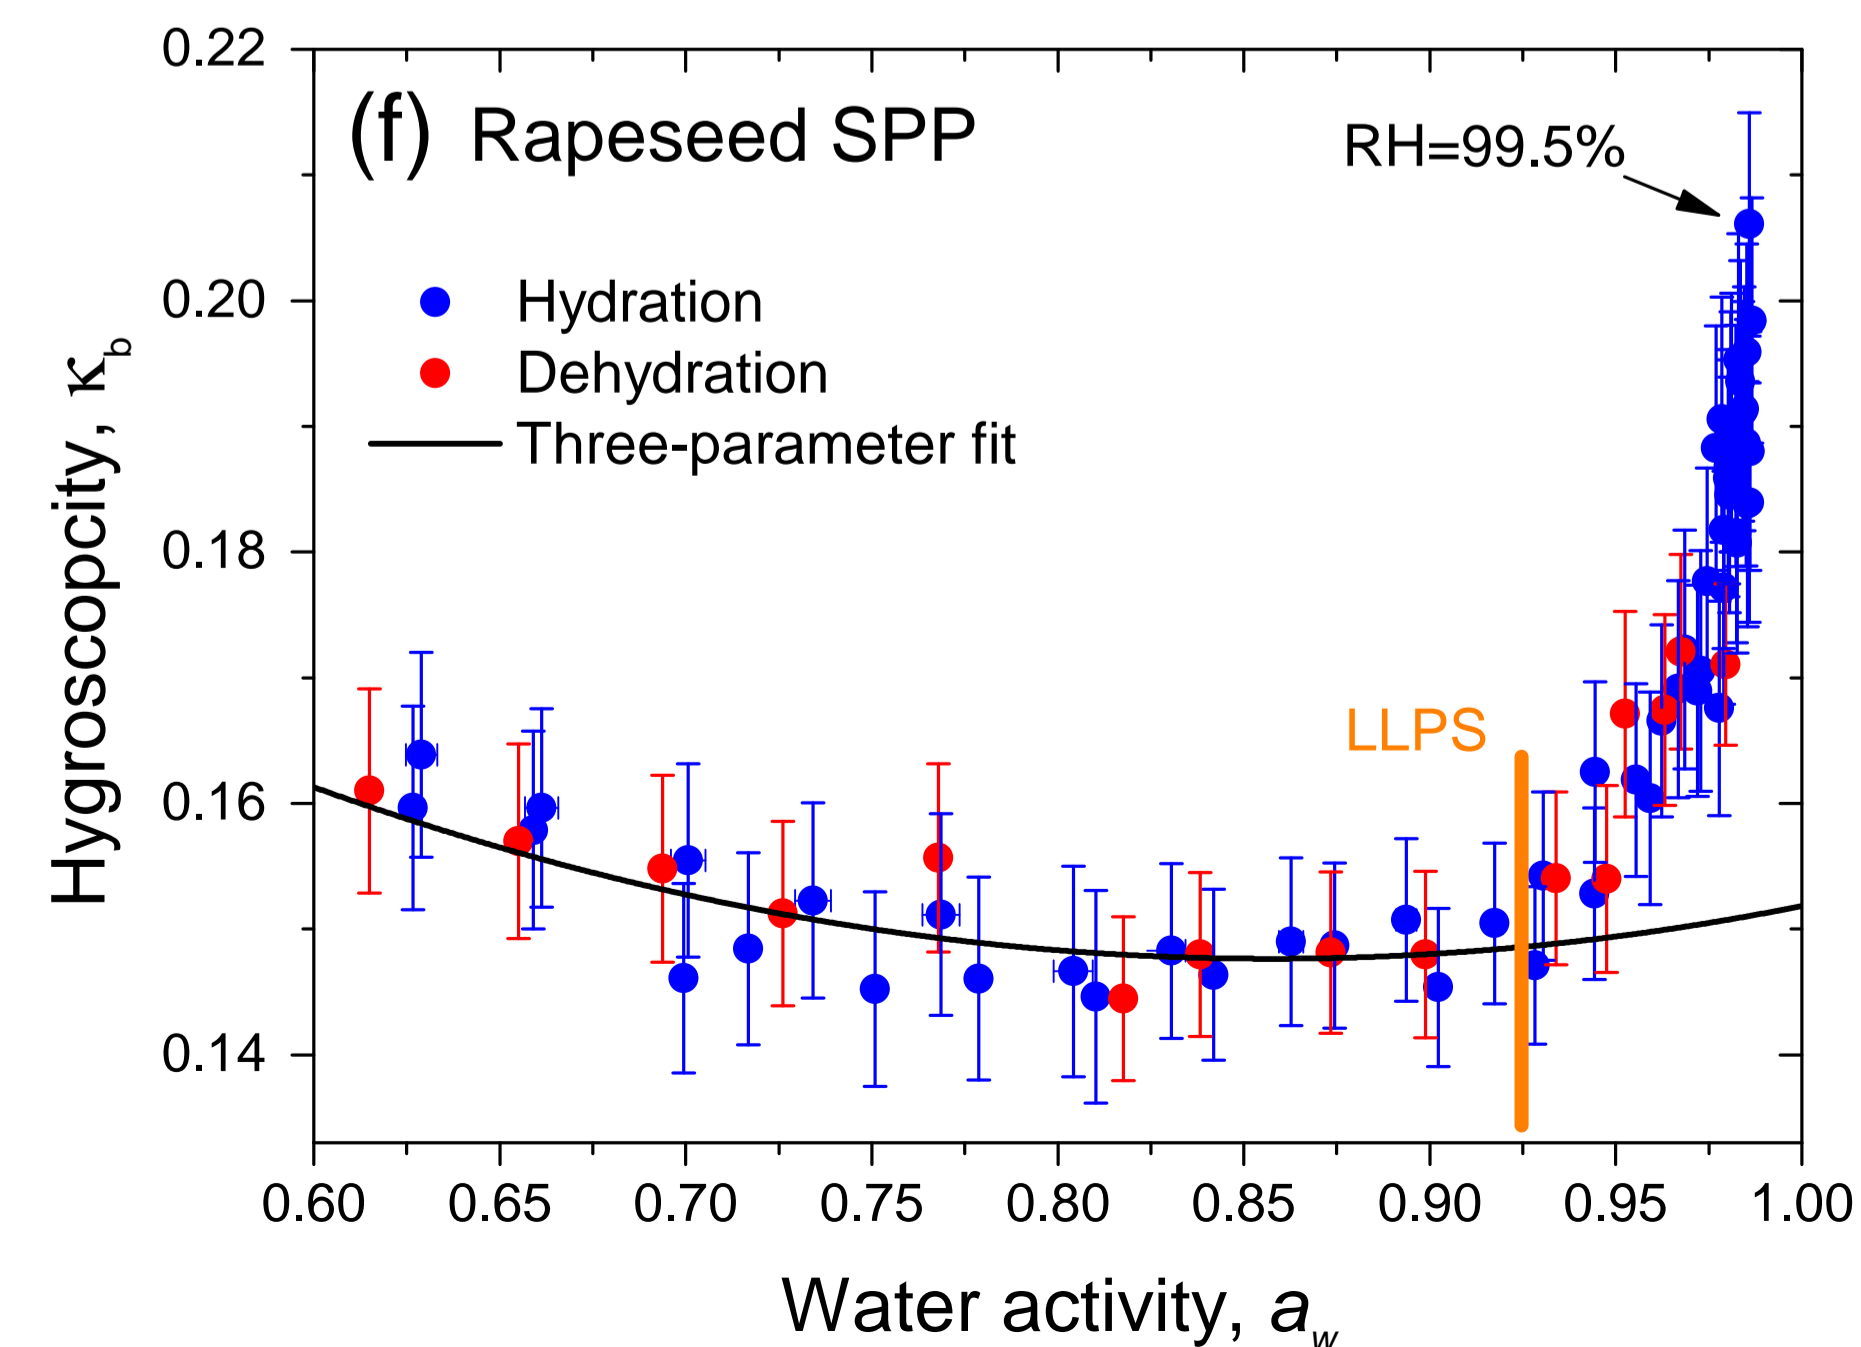 (f) Rapeseed SPP
RH=99.5%
Hydration
Dehydration
Three-parameter fit
LLPS
0.22
0.20
0.18
0.16
0.14
Hygroscopcity, κb
0.60 0.65 0.70 0.75 0.80 0.85 0.90 0.95 1.00
Water activity, aw